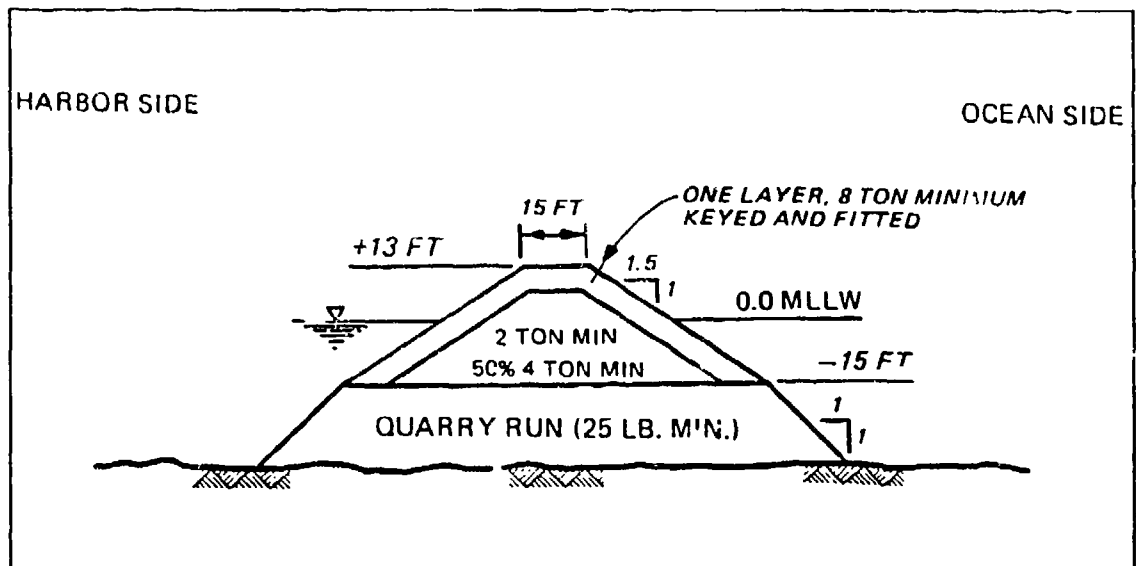 HARBOR SIDE
OCEAN SIDE
ONE LAYER, 8 TON MINIMUM
KEYED AND FITTED
15 FT
+13 FT
1.5
1
0.0 MLLW
2 TON MIN
50% 4 TON MIN
−15 FT
QUARRY RUN (25 LB. MIN.)
1
1